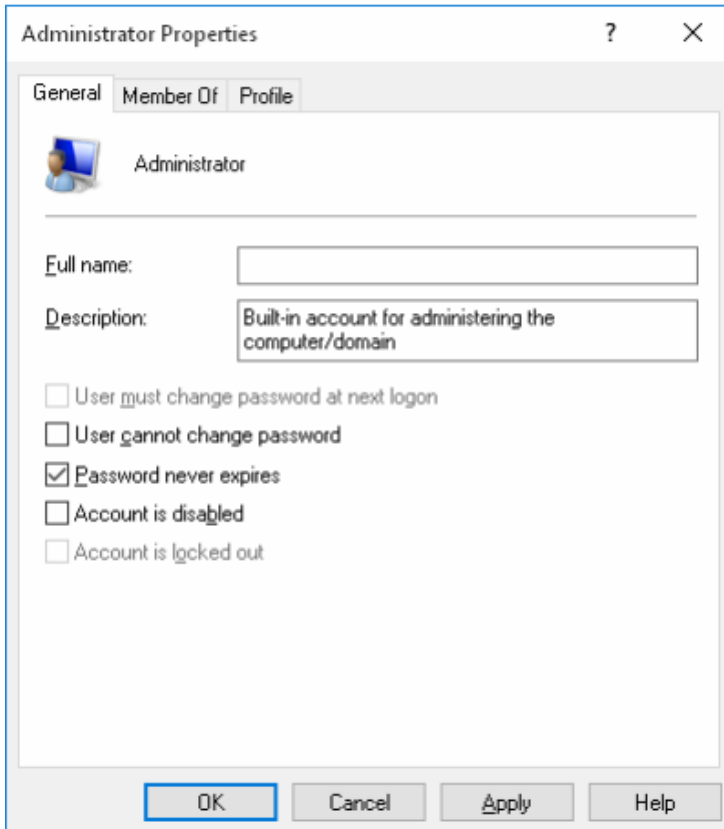 Administrator Properties
?
General
Member Of
Profile
Administrator
Full name:
Description:
Built-in account for administering the
computer/domain
User must change password at next logon
User cannot change password
Password never expires
Account is disabled
Account is locked out
OK
Cancel
Apply
Help